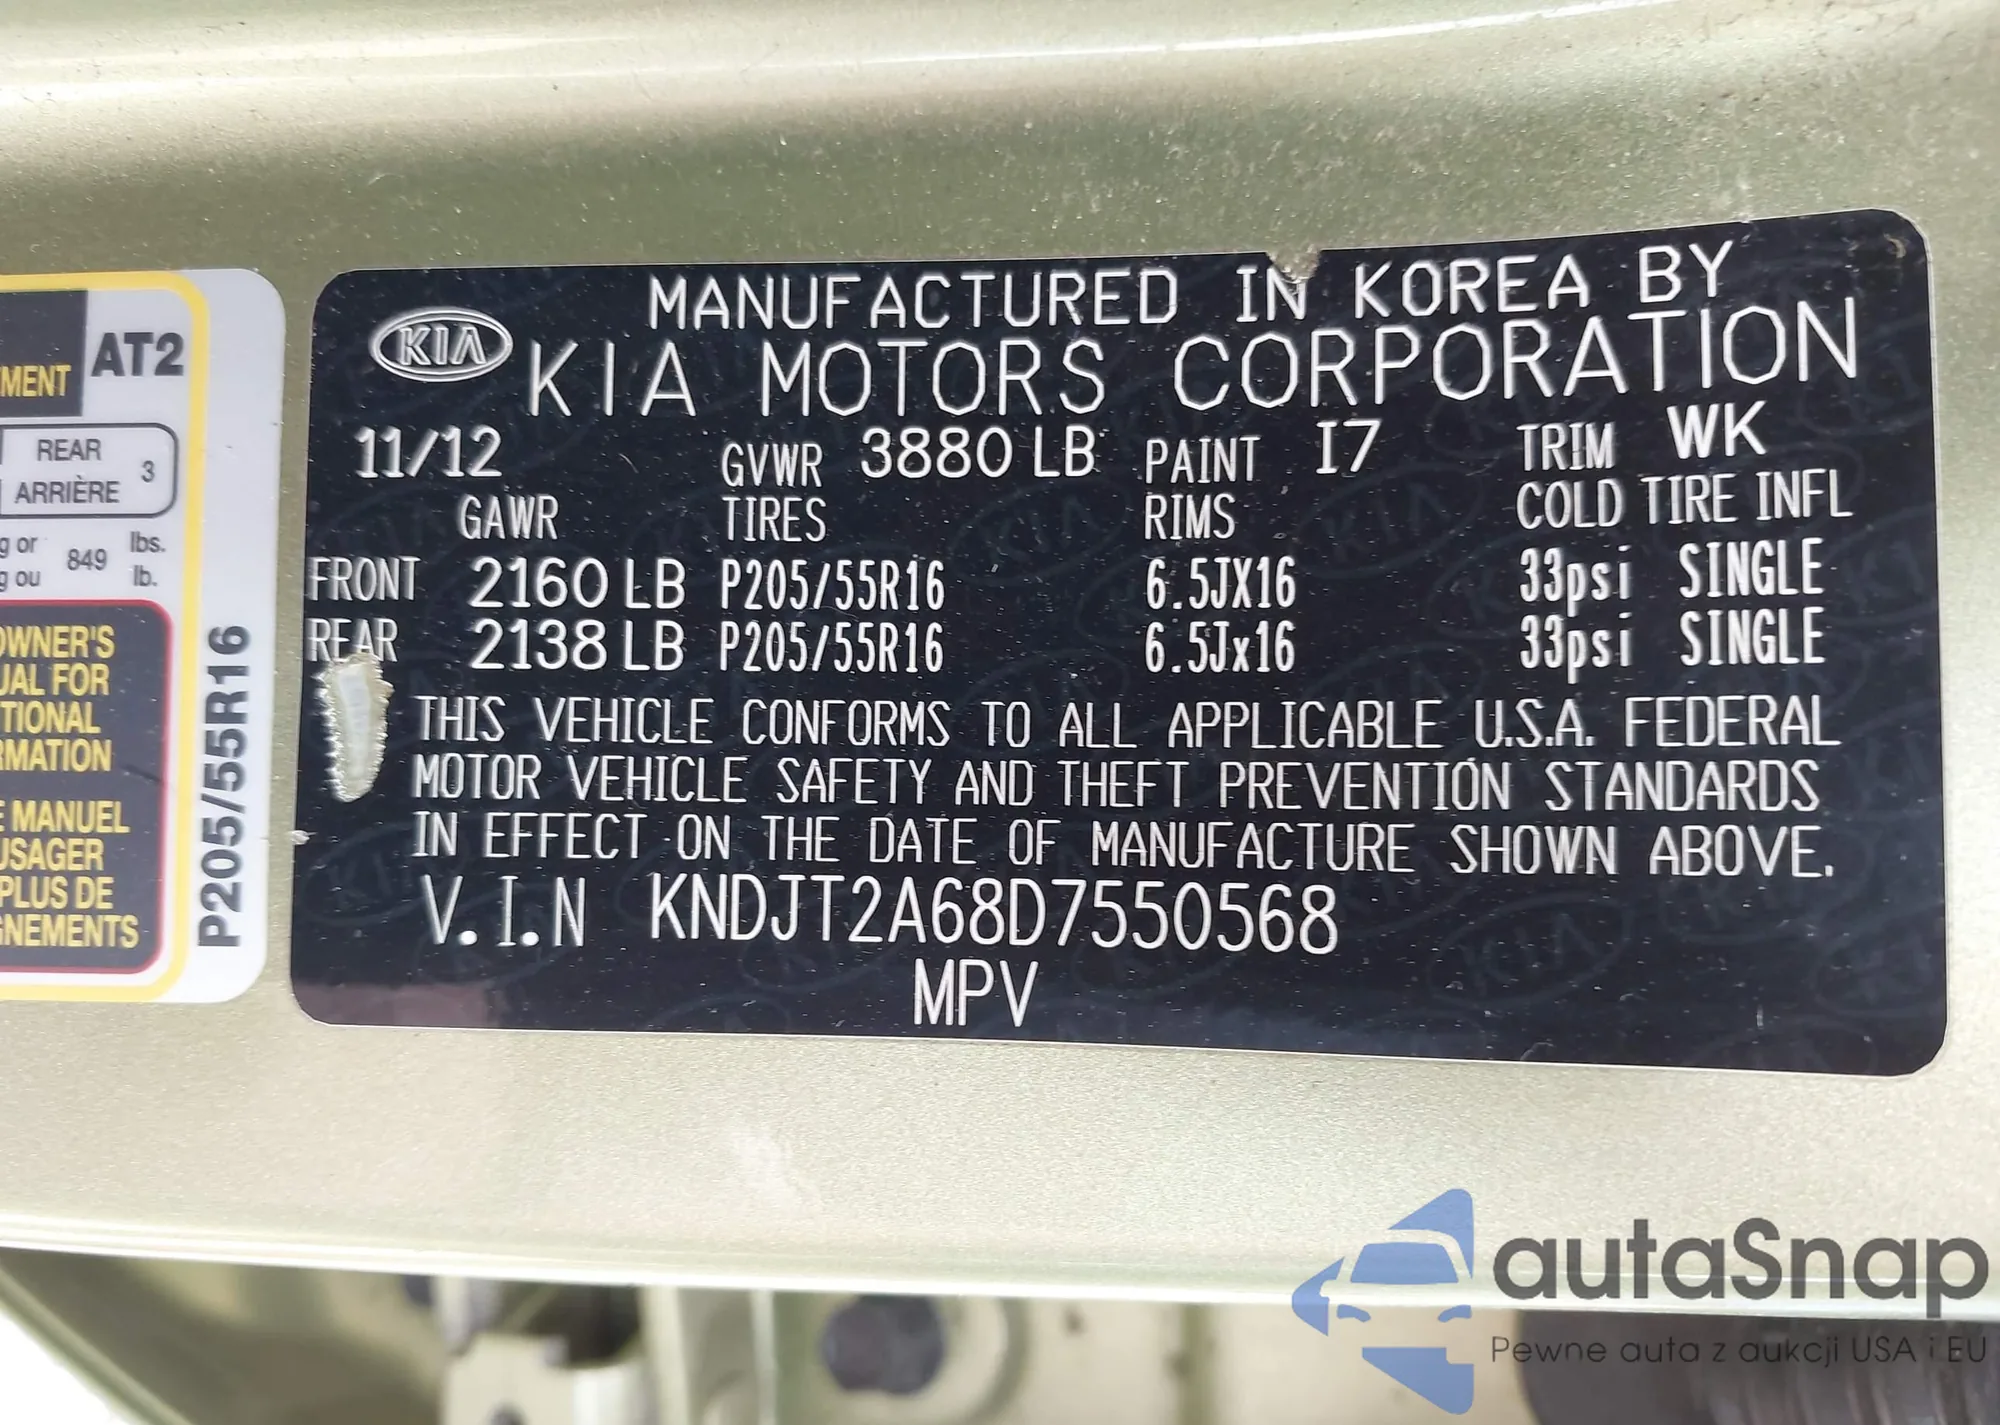 MENT
AT2
REAR
ARRIÈRE
3
g or
g ou
849
lbs.
lb.
OWNER'S
UAL FOR
TIONAL
RMATION
E MANUEL
USAGER
PLUS DE
GNEMENTS
P205/55R16
KIA
MANUFACTURED IN KOREA BY
KIA MOTORS CORPORATION
11/12 GVWR 3880 LB PAINT I7 TRIM WK
GAWR TIRES RIMS COLD TIRE INFL
FRONT 2160 LB P205/55R16 6.5JX16 33psi SINGLE
REAR 2138 LB P205/55R16 6.5Jx16 33psi SINGLE
THIS VEHICLE CONFORMS TO ALL APPLICABLE U.S.A. FEDERAL
MOTOR VEHICLE SAFETY AND THEFT PREVENTION STANDARDS
IN EFFECT ON THE DATE OF MANUFACTURE SHOWN ABOVE.
V.I.N KNDJT2A68D7550568
MPV
autaSnap
Pewne auta z aukcji USA i EU